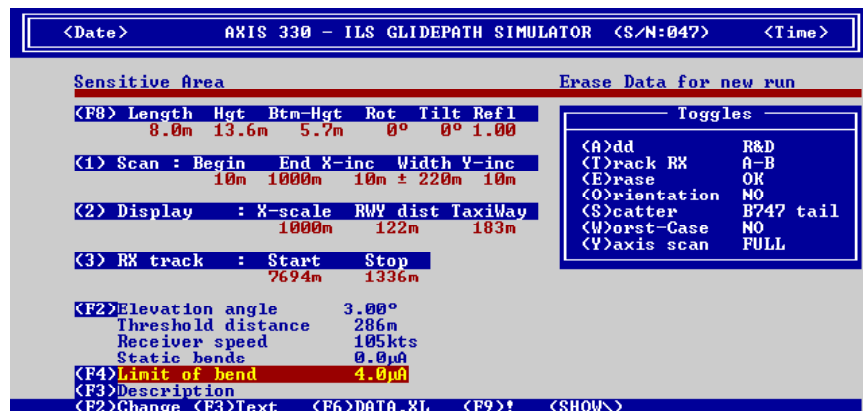 <Date> AXIS 330 - ILS GLIDEPATH SIMULATOR <S/N:047> <Time>
Sensitive Area Erase Data for new run
<F8> Length Hgt Btm-Hgt Rot Tilt Refl
8.0m 13.6m 5.7m 0° 0° 1.00
<1> Scan : Begin End X-inc Width Y-inc
10m 1000m 10m ± 220m 10m
<2> Display : X-scale RWY dist TaxiWay
1000m 122m 183m
<3> RX track : Start Stop
7694m 1336m
<F2>Elevation angle 3.00°
Threshold distance 286m
Receiver speed 105kts
Static bends 0.0µA
<F4>Limit of bend 4.0µA
<F3>Description
Toggles
<A>dd R&D
<T>rack RX A-B
<E>rase OK
<O>rientation NO
<S>catter B747 tail
<W>orst-Case NO
<Y>axis scan FULL
<F2>Change <F3>Text <F6>DATA.XL <F9>! <SHOW\>